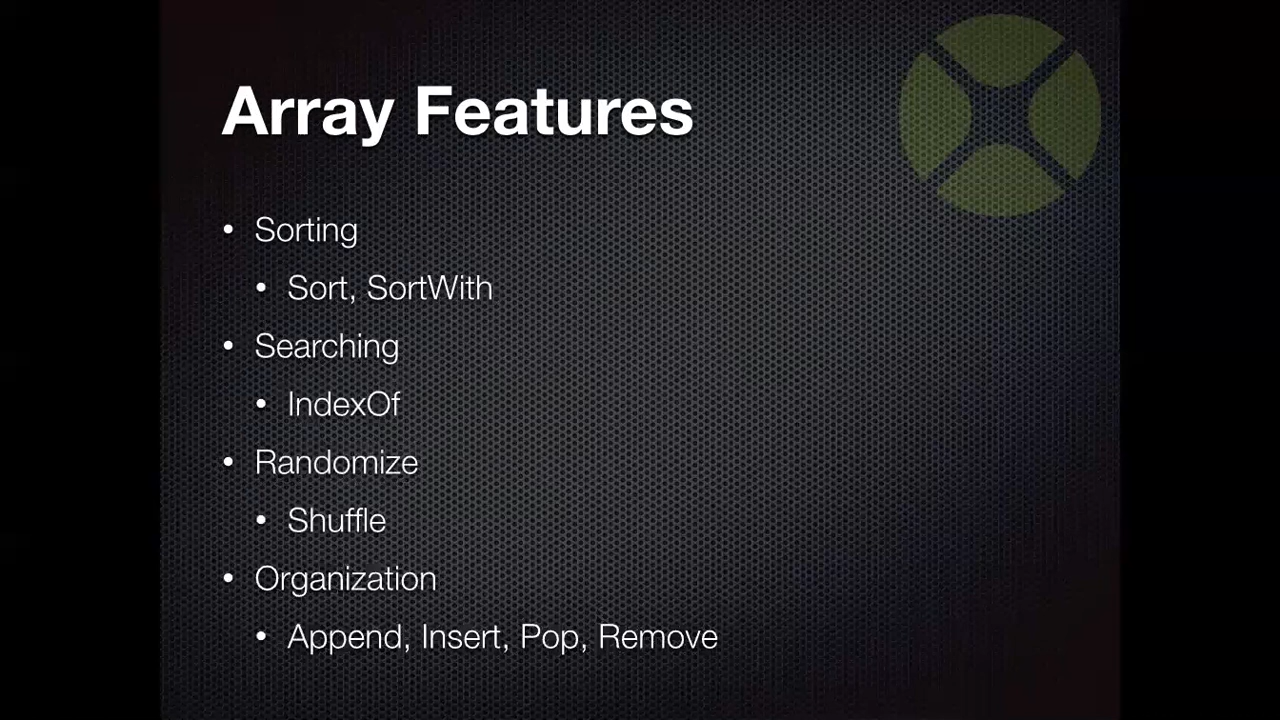 Array Features
• Sorting
• Sort, SortWith
• Searching
• IndexOf
• Randomize
• Shuffle
• Organization
• Append, Insert, Pop, Remove